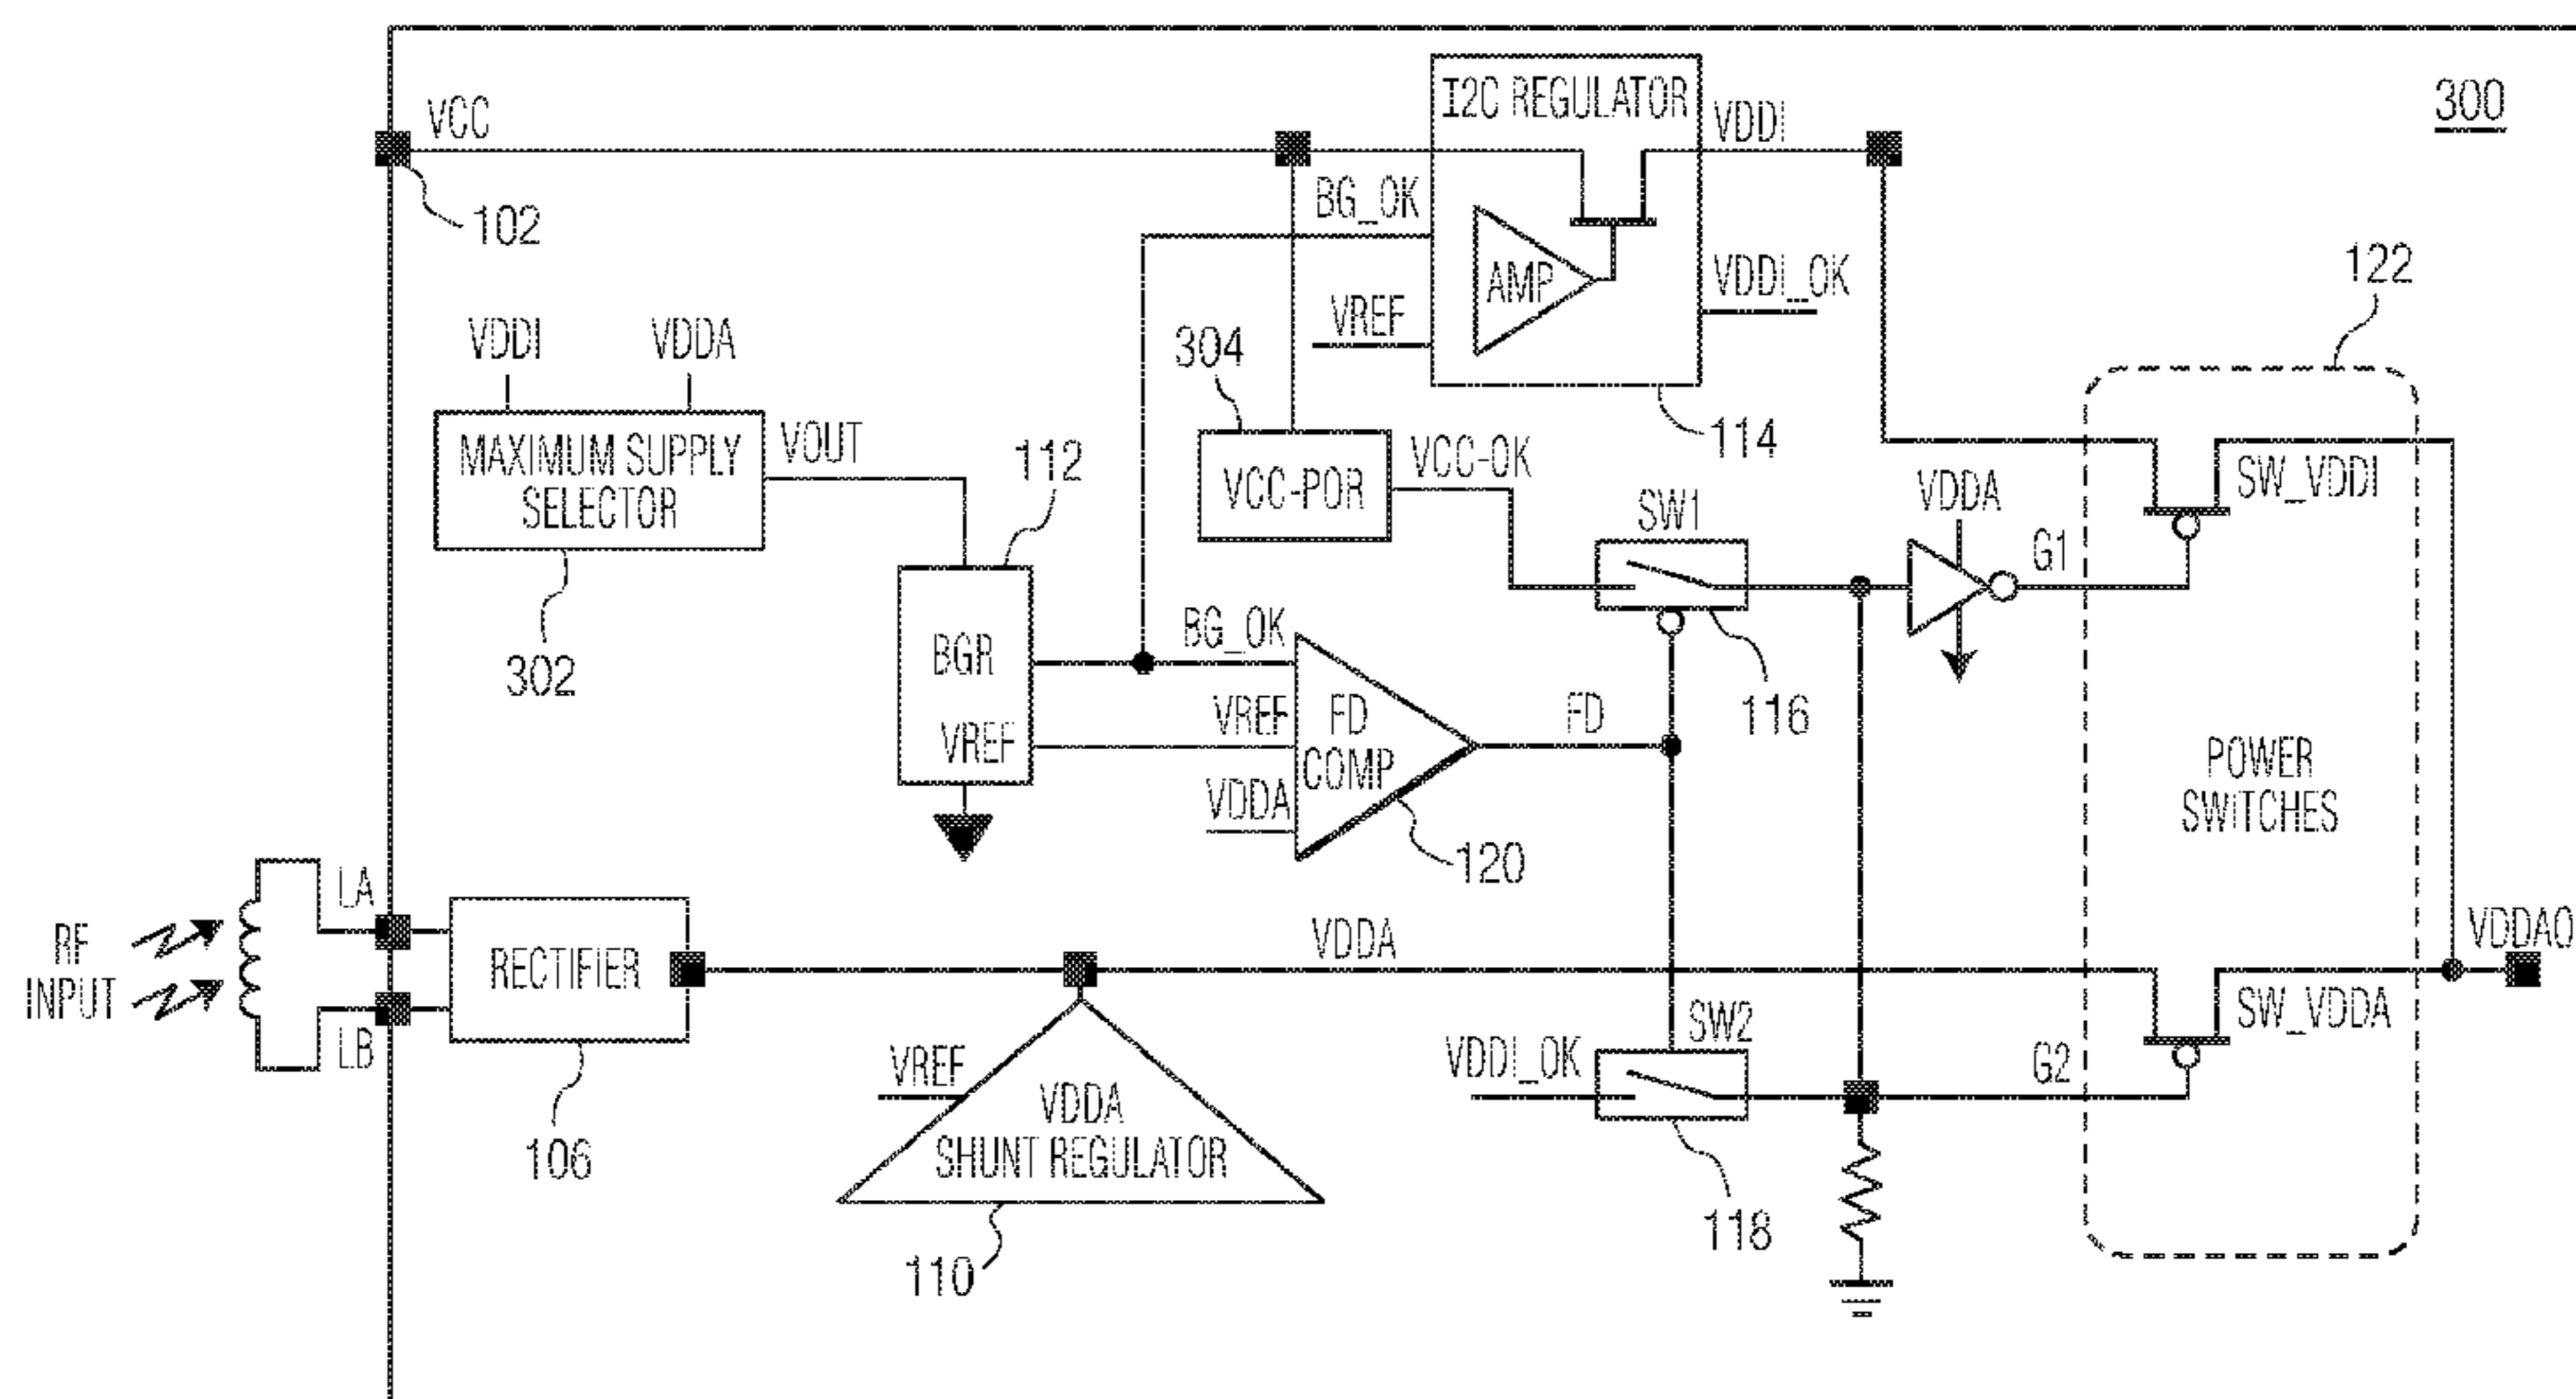 300
VCC
102
I2C REGULATOR
VDDI
BG_OK
AMP
VREF
VDDI_OK
114
122
VDDI
VDDA
MAXIMUM SUPPLY
SELECTOR
VOUT
302
304
VCC-POR
VCC-OK
112
BGR
VREF
BG_OK
VREF
VDDA
FD
COMP
120
FD
SW1
116
VDDA
G1
SW_VDDI
POWER
SWITCHES
RF
INPUT
LA
LB
RECTIFIER
106
VDDA
VREF
VDDA
SHUNT REGULATOR
110
VDDI_OK
SW2
118
G2
SW_VDDA
VDDAO